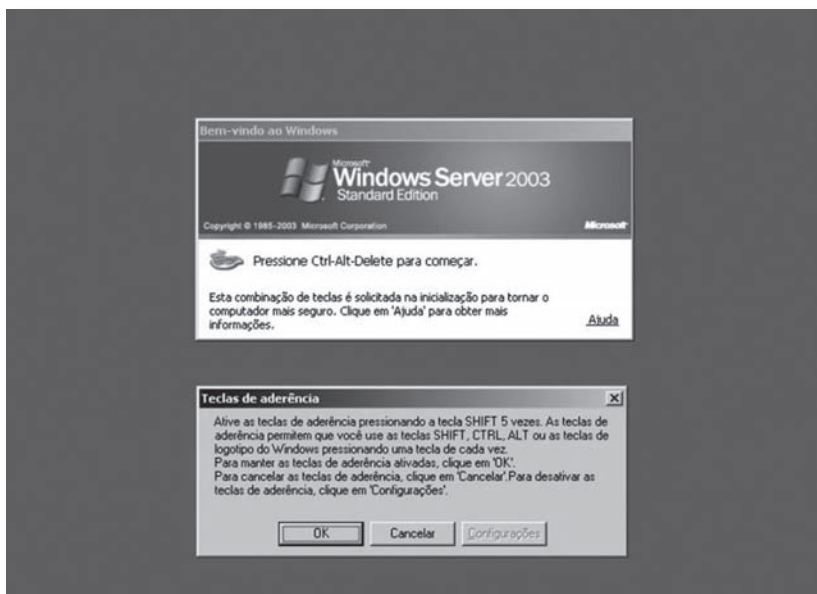 Bem-vindo ao Windows
Microsoft
Windows Server 2003
Standard Edition
Copyright © 1985-2003 Microsoft Corporation
Microsoft
Pressione Ctrl-Alt-Delete para começar.
Esta combinação de teclas é solicitada na inicialização para tornar o
computador mais seguro. Clique em 'Ajuda' para obter mais
informações.
Ajuda
Teclas de aderência
Ative as teclas de aderência pressionando a tecla SHIFT 5 vezes. As teclas de
aderência permitem que você use as teclas SHIFT, CTRL, ALT ou as teclas de
logotipo do Windows pressionando uma tecla de cada vez.
Para manter as teclas de aderência ativadas, clique em 'OK'.
Para cancelar as teclas de aderência, clique em 'Cancelar'.Para desativar as
teclas de aderência, clique em 'Configurações'.
OK
Cancelar
Configurações